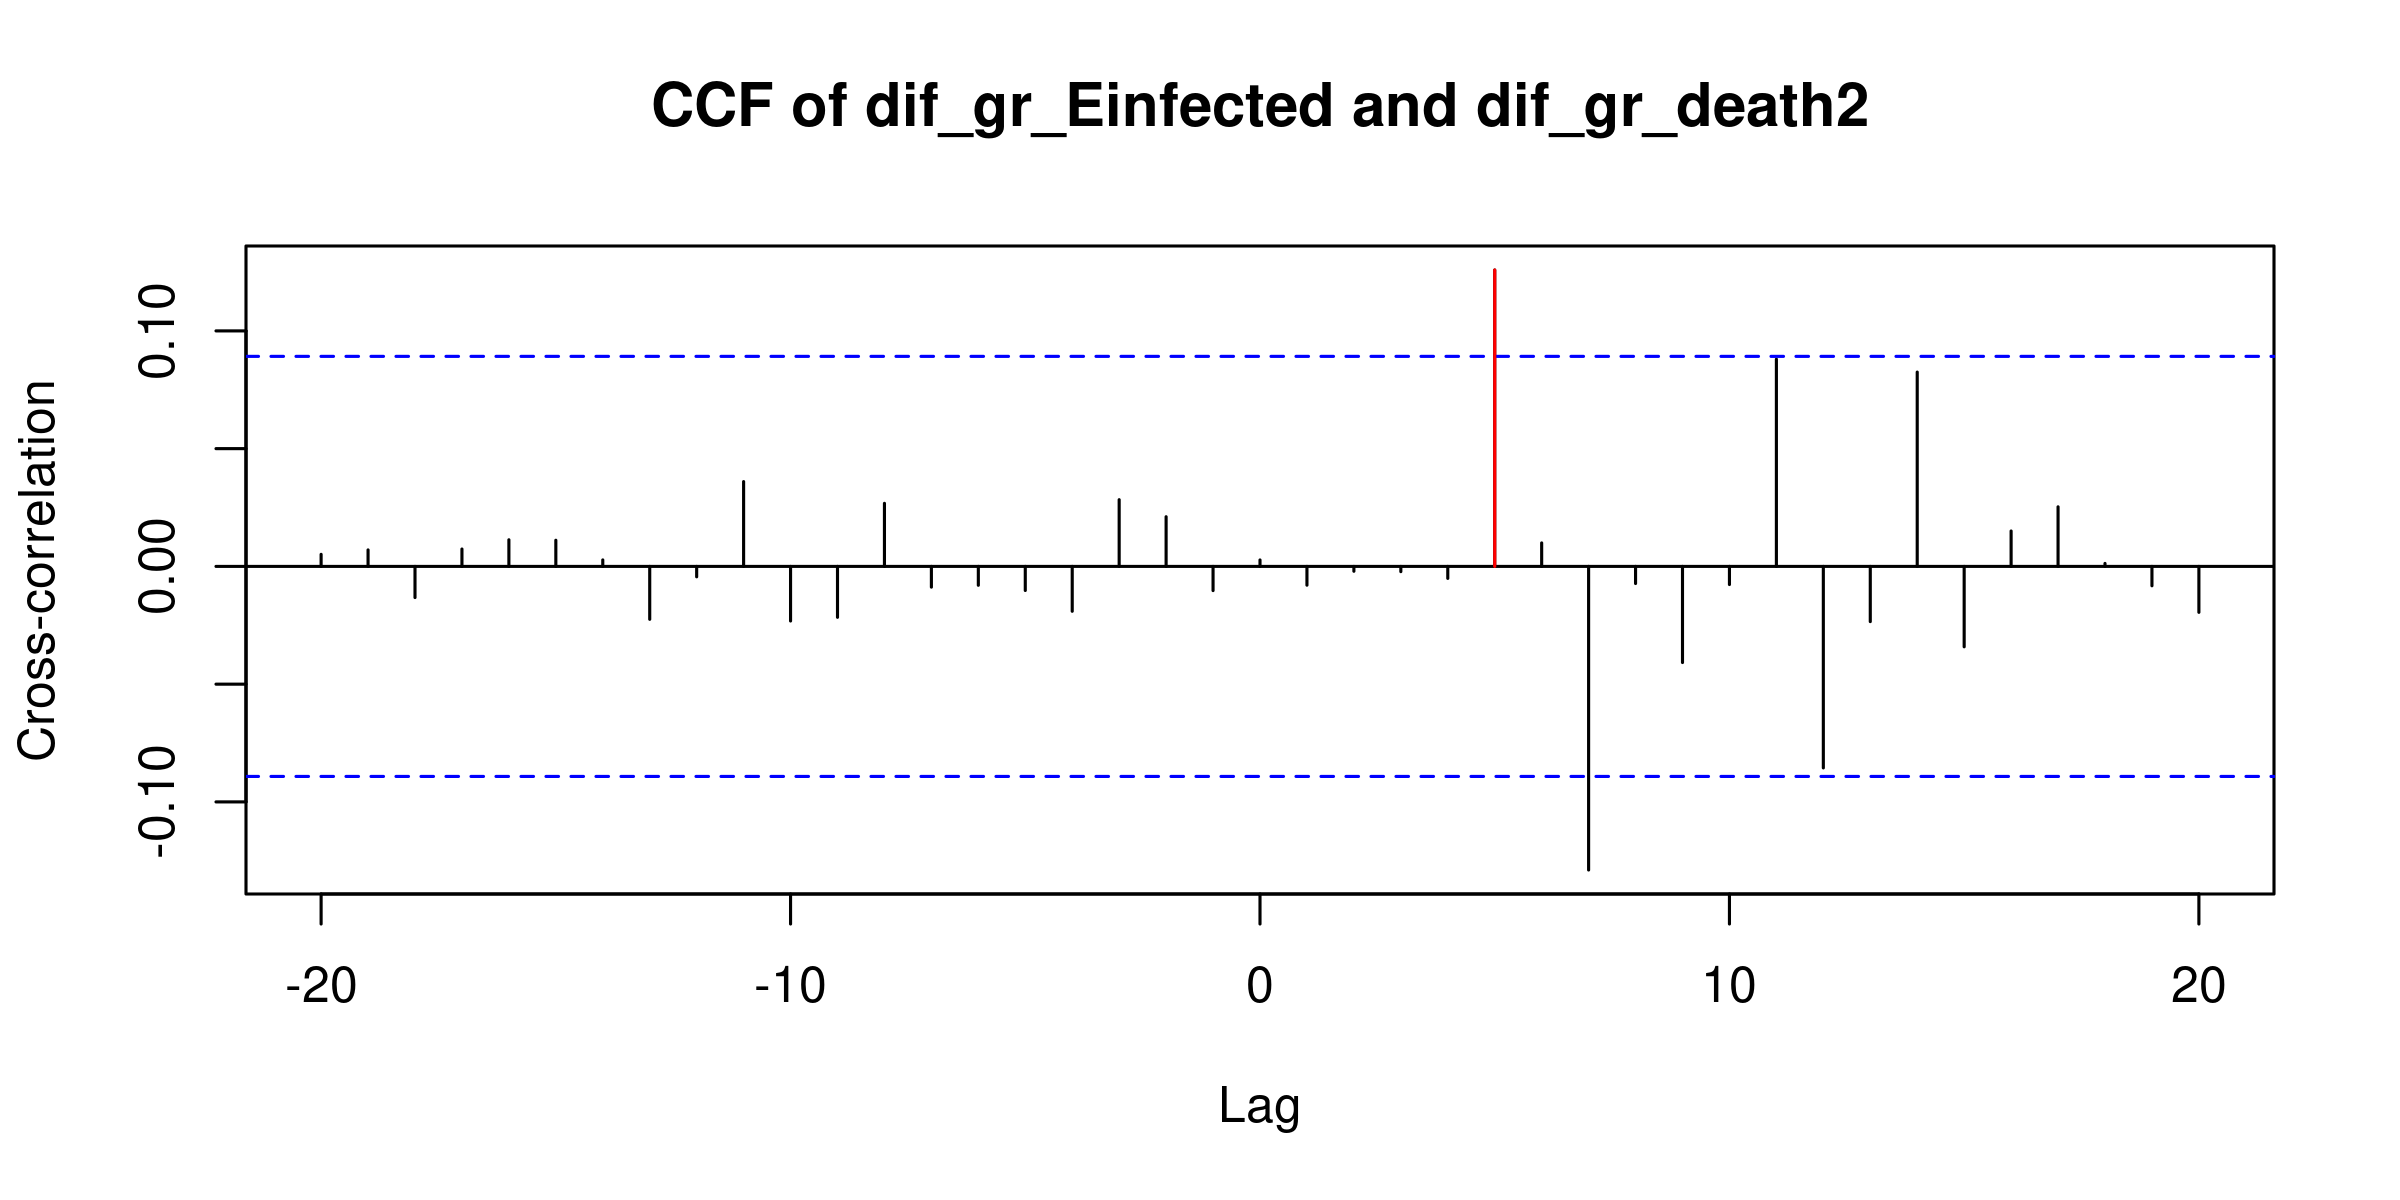 CCF of dif_gr_Einfected and dif_gr_death2
Cross-correlation
0.10
0.00
-0.10
-20
-10
0
10
20
Lag